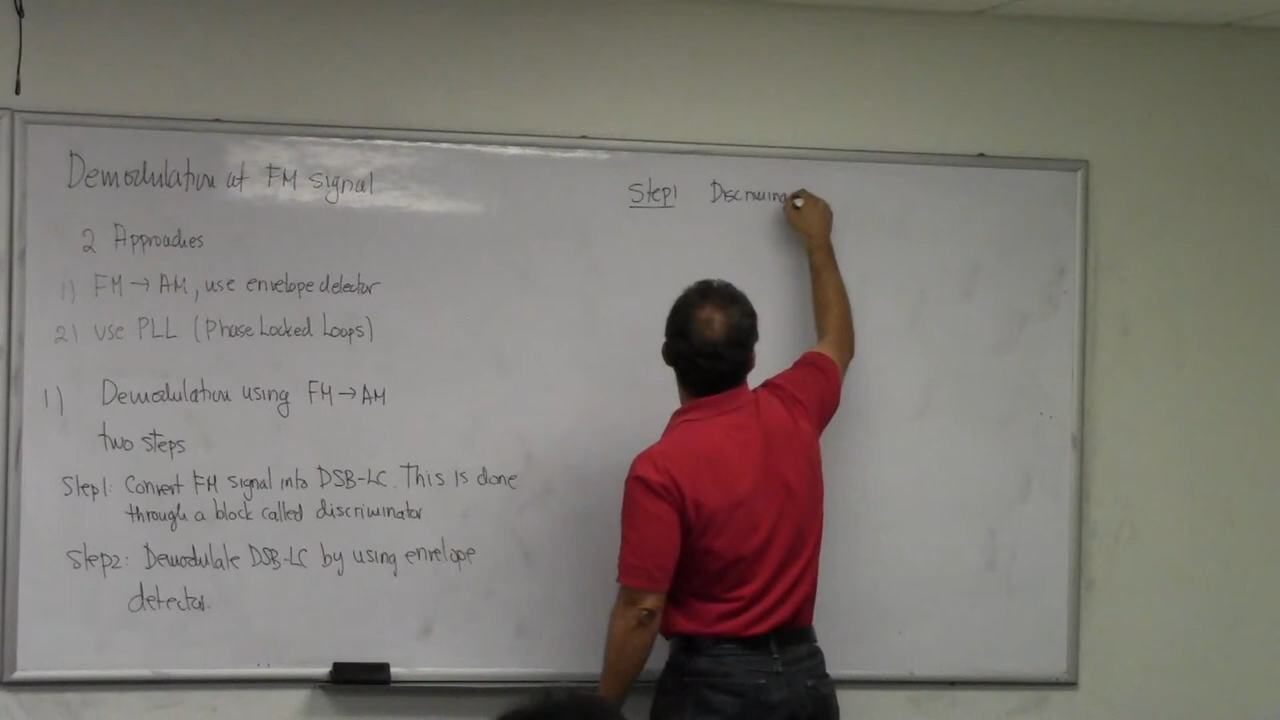 Demodulation of FM signal
2 Approaches
1) FM → AM, use envelope detector
2) use PLL (Phase Locked Loops)
1) Demodulation using FM → AM
two steps
Step1: Convert FM signal into DSB-LC. This is done
through a block called discriminator
Step2: Demodulate DSB-LC by using envelope
detector.
Step1 Discrimina